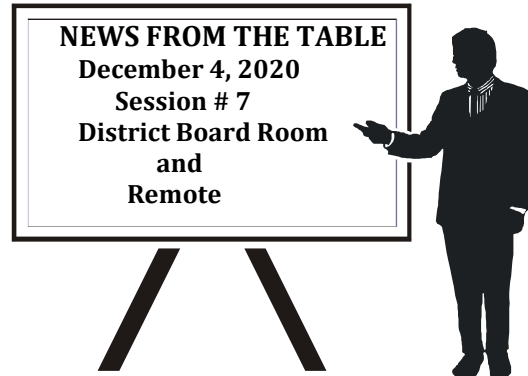 NEWS FROM THE TABLE
December 4, 2020
Session # 7
District Board Room
and
Remote